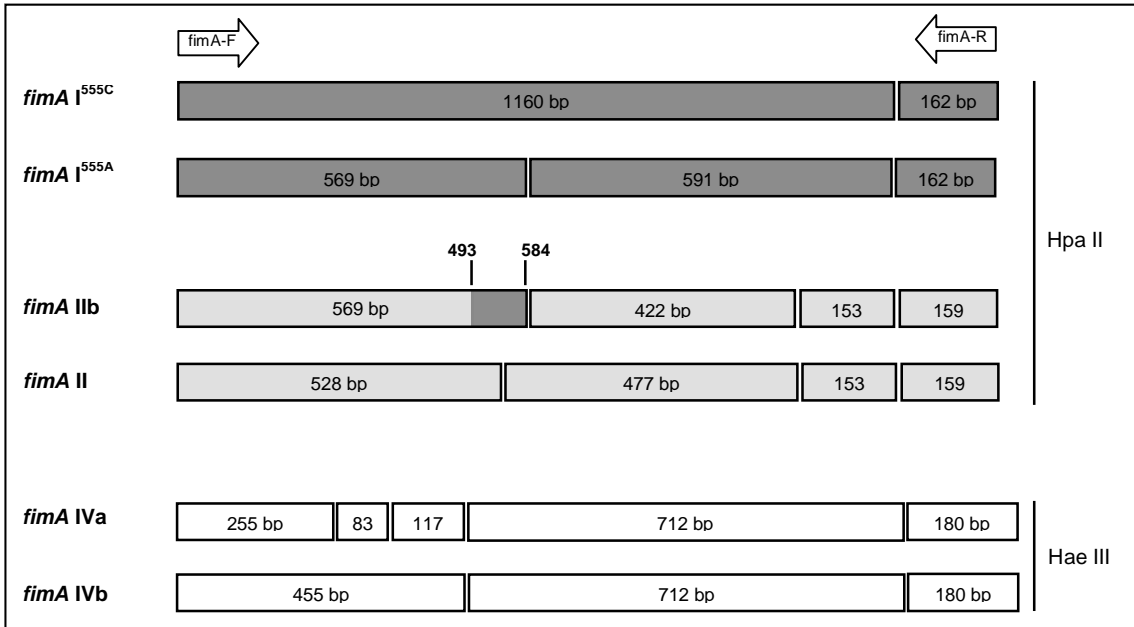 fimA-F fimA-R
fimA I555C 1160 bp 162 bp
fimA I555A 569 bp 591 bp 162 bp
Hpa II
493 584
fimA IIb 569 bp 422 bp 153 159
fimA II 528 bp 477 bp 153 159
fimA IVa 255 bp 83 117 712 bp 180 bp
Hae III
fimA IVb 455 bp 712 bp 180 bp